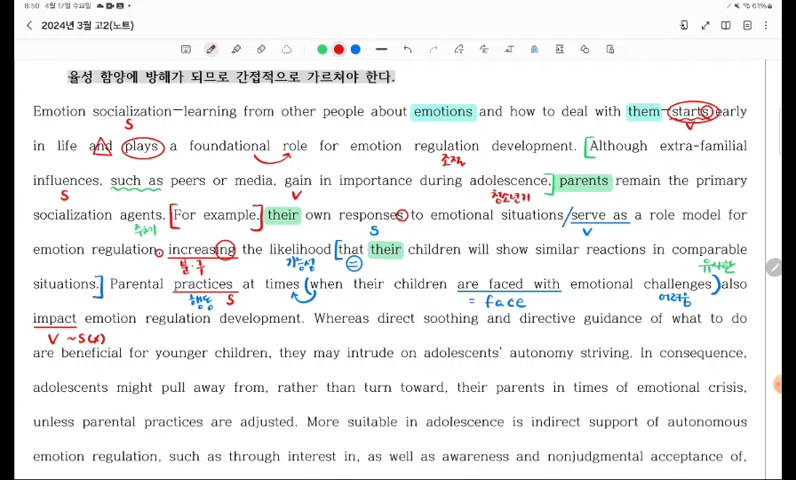 8:50 4월 17일 수요일
61%
2024년 3월 고2(노트)
율성 함양에 방해가 되므로 간접적으로 가르쳐야 한다.
Emotion socialization—learning from other people about emotions and how to deal with them—starts early
S V
in life and plays a foundational role for emotion regulation development. [Although extra-familial
조절
influences, such as peers or media, gain in importance during adolescence,] parents remain the primary
S V 청소년기
socialization agents. [For example,] their own responses to emotional situations/serve as a role model for
주체 S V
emotion regulation, increasing the likelihood [that their children will show similar reactions in comparable
분·구 가능성 = 유사한
situations.] Parental practices at times (when their children are faced with emotional challenges) also
행동 S = face 어려움
impact emotion regulation development. Whereas direct soothing and directive guidance of what to do
V ~S(x)
are beneficial for younger children, they may intrude on adolescents' autonomy striving. In consequence,
adolescents might pull away from, rather than turn toward, their parents in times of emotional crisis,
unless parental practices are adjusted. More suitable in adolescence is indirect support of autonomous
emotion regulation, such as through interest in, as well as awareness and nonjudgmental acceptance of,